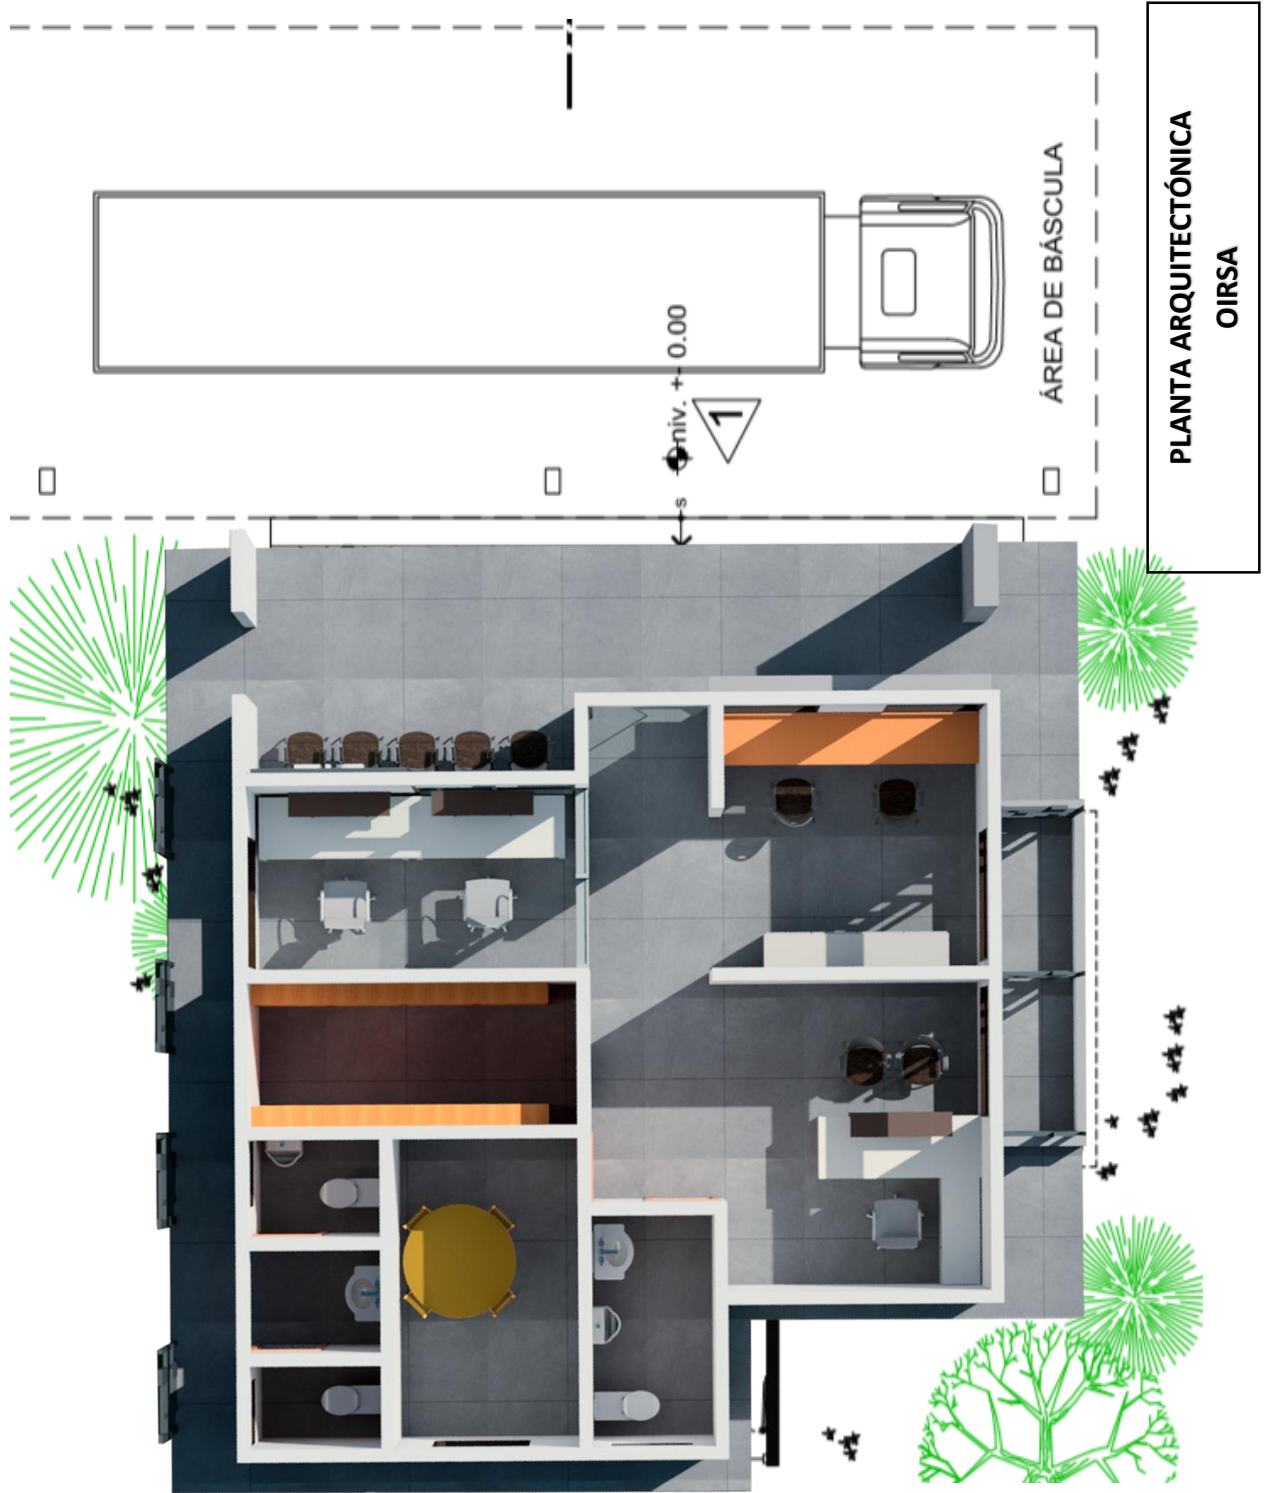 PLANTA ARQUITECTÓNICA
OIRSA
ÁREA DE BÁSCULA
niv. +- 0.00
1
s